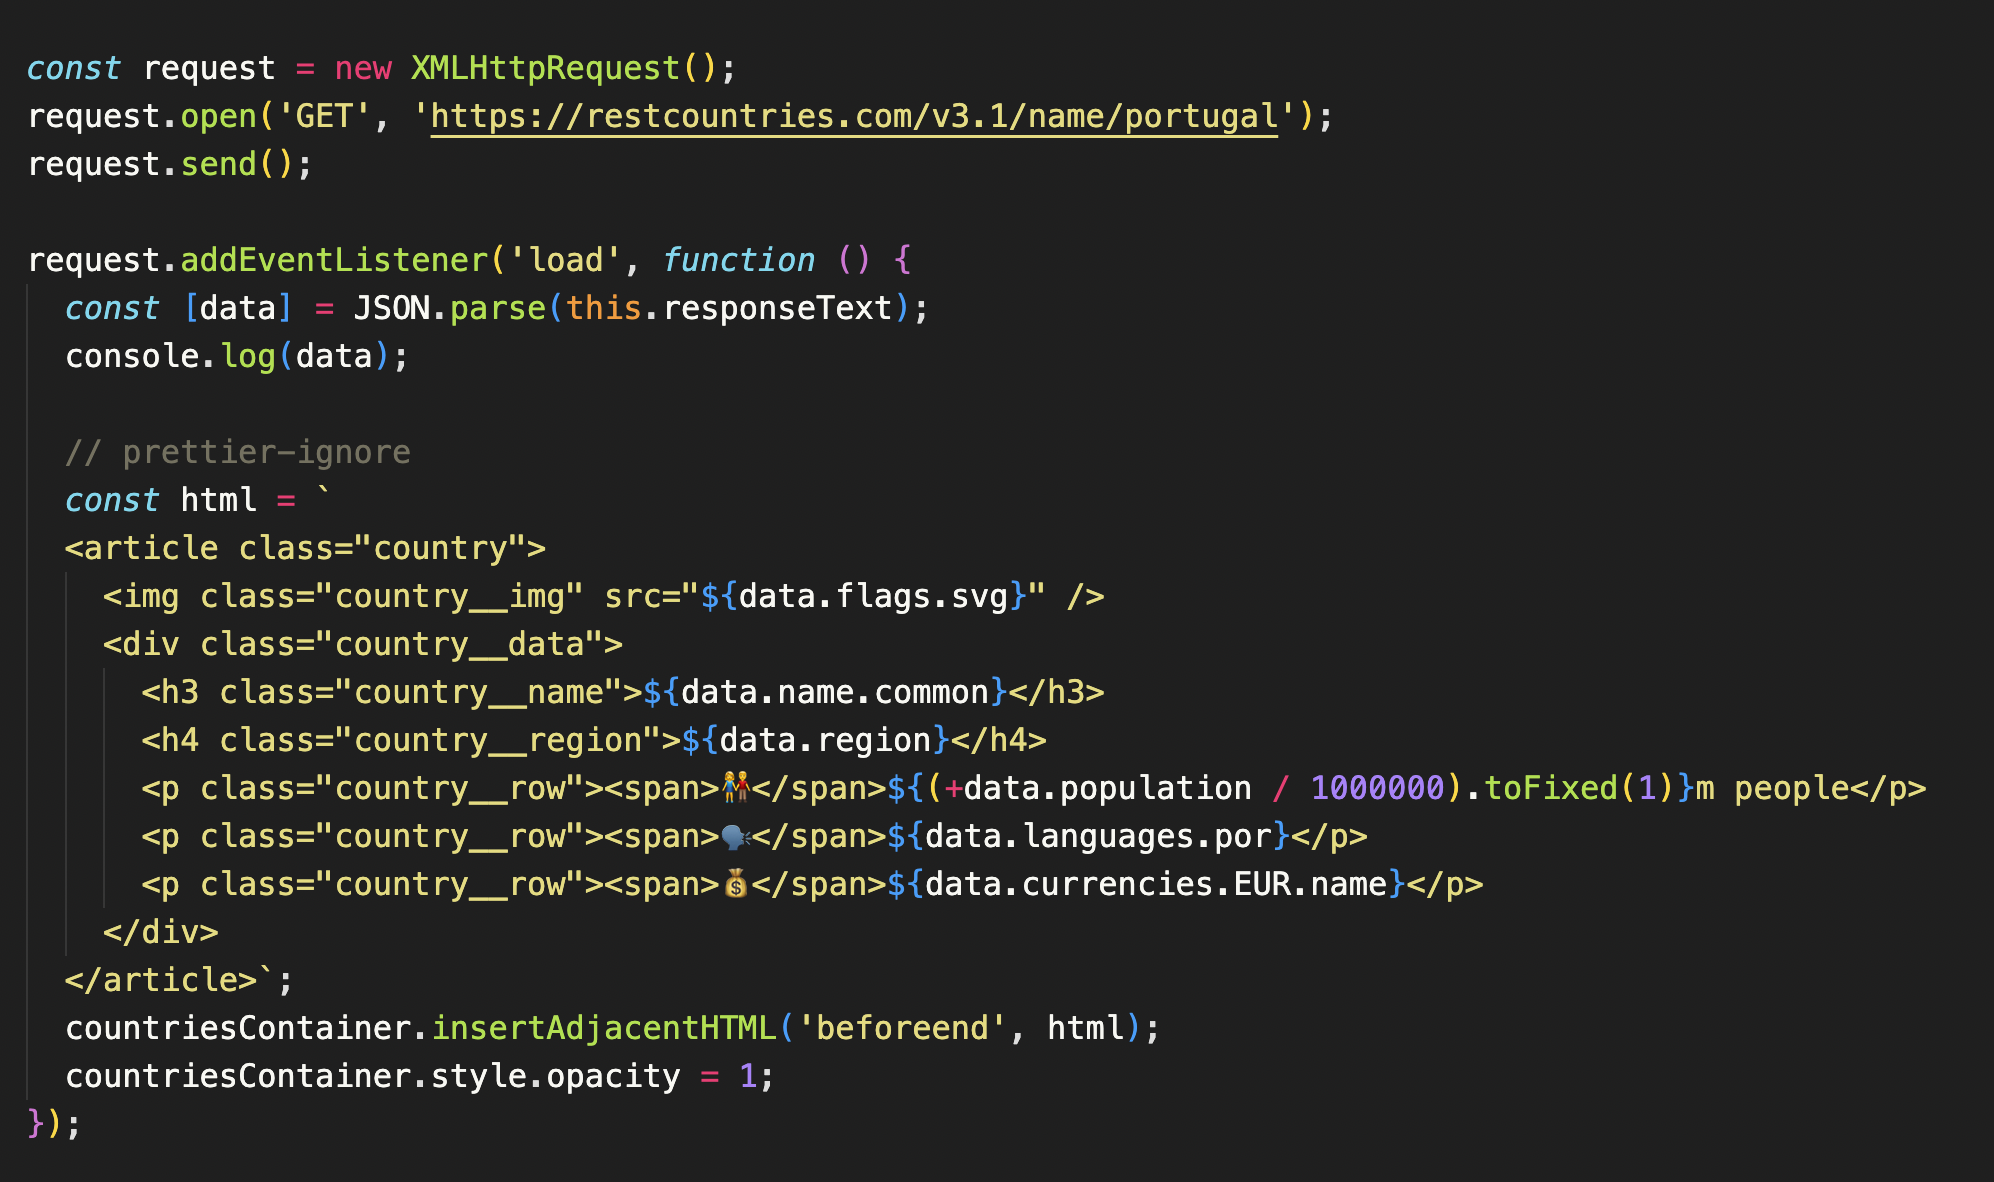 const request = new XMLHttpRequest();
request.open('GET', 'https://restcountries.com/v3.1/name/portugal');
request.send();

request.addEventListener('load', function () {
  const [data] = JSON.parse(this.responseText);
  console.log(data);

  // prettier-ignore
  const html = `
  <article class="country">
    <img class="country__img" src="${data.flags.svg}" />
    <div class="country__data">
      <h3 class="country__name">${data.name.common}</h3>
      <h4 class="country__region">${data.region}</h4>
      <p class="country__row"><span>👫</span>${(+data.population / 1000000).toFixed(1)}m people</p>
      <p class="country__row"><span>🗣️</span>${data.languages.por}</p>
      <p class="country__row"><span>💰</span>${data.currencies.EUR.name}</p>
    </div>
  </article>`;
  countriesContainer.insertAdjacentHTML('beforeend', html);
  countriesContainer.style.opacity = 1;
});